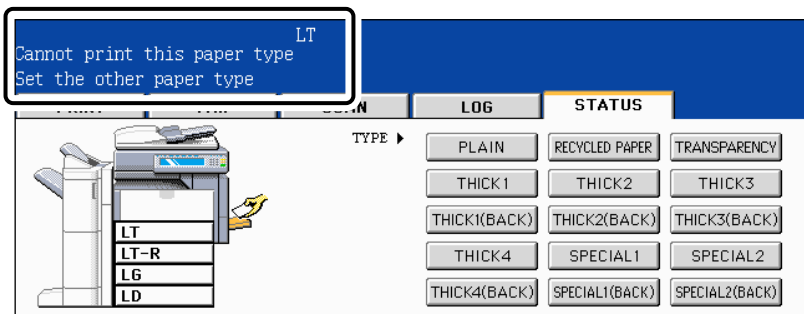 LT
Cannot print this paper type
Set the other paper type
LOG
STATUS
TYPE
PLAIN RECYCLED PAPER TRANSPARENCY
THICK1 THICK2 THICK3
THICK1(BACK) THICK2(BACK) THICK3(BACK)
THICK4 SPECIAL1 SPECIAL2
THICK4(BACK) SPECIAL1(BACK) SPECIAL2(BACK)
LT
LT-R
LG
LD